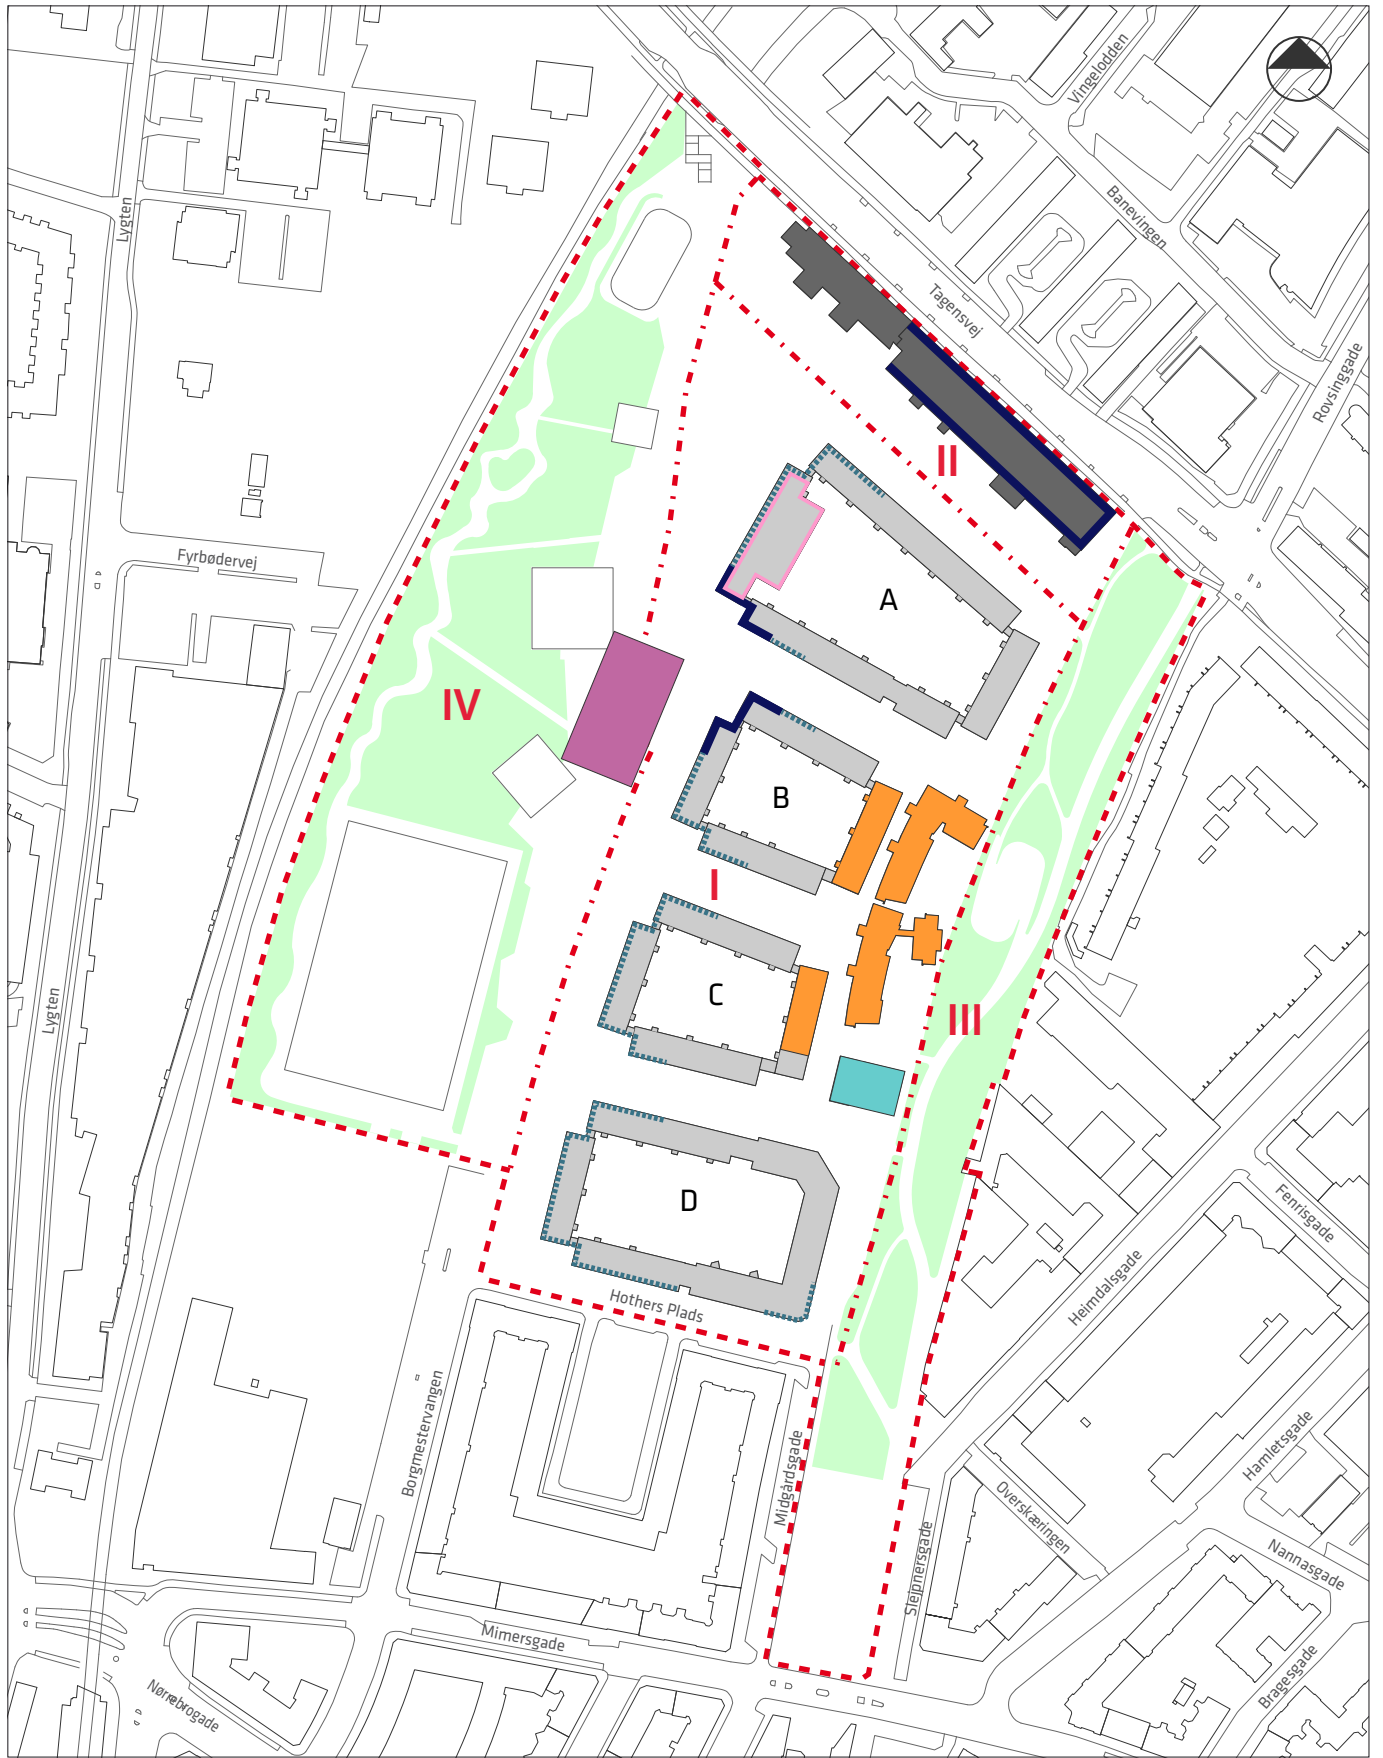 Vingelodden
Banevingen
Lygten
Tagensvej
Rovsinggade
II
Fyrbødervej
A
IV
B
I
C
Lygten
III
D
Fenrisgade
Heimdalsgade
Hothers Plads
Borgmestervangen
Midgårdsgade
Hamletsgade
Overskæringen
Sleipnersgade
Nannasgade
Mimersgade
Bragesgade
Nørrebrogade